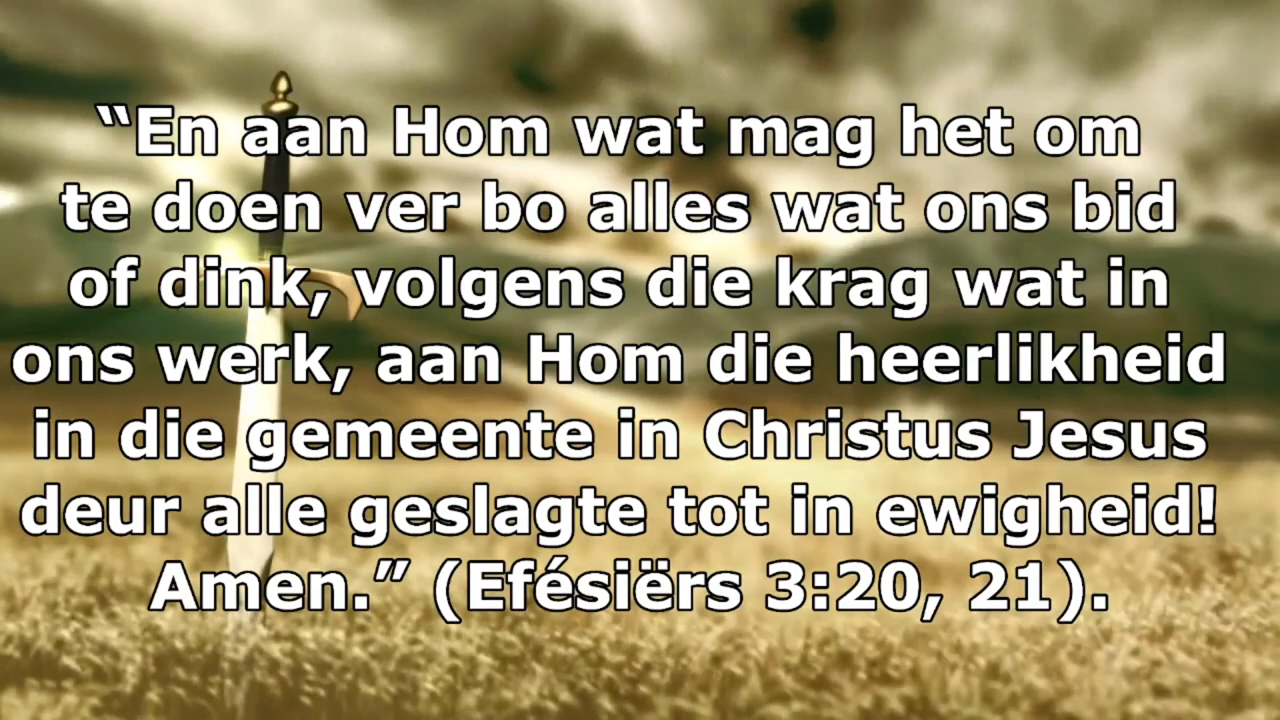 “En aan Hom wat mag het om
te doen ver bo alles wat ons bid
of dink, volgens die krag wat in
ons werk, aan Hom die heerlikheid
in die gemeente in Christus Jesus
deur alle geslagte tot in ewigheid!
Amen.” (Efésiërs 3:20, 21).